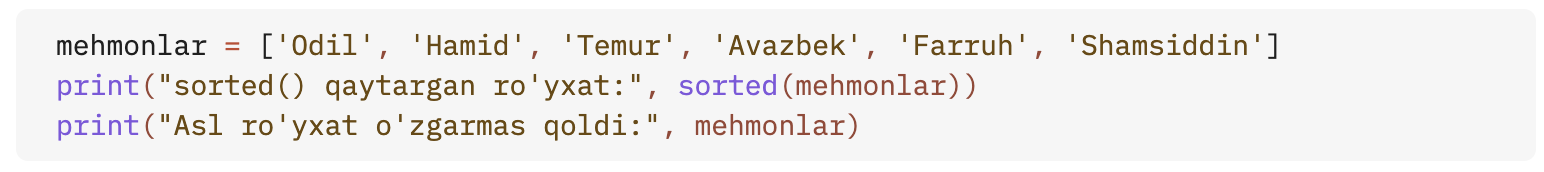 mehmonlar = ['Odil', 'Hamid', 'Temur', 'Avazbek', 'Farruh', 'Shamsiddin']
print("sorted() qaytargan ro'yxat:", sorted(mehmonlar))
print("Asl ro'yxat o'zgarmas qoldi:", mehmonlar)